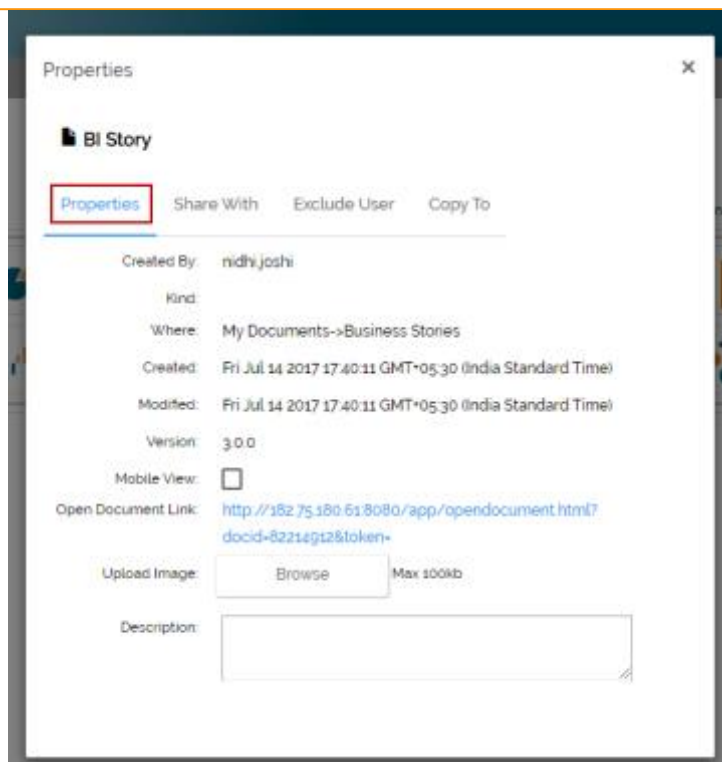 Properties
×
BI Story
Properties Share With Exclude User Copy To
Created By: nidhi.joshi
Kind:
Where: My Documents->Business Stories
Created: Fri Jul 14 2017 17:40:11 GMT+05:30 (India Standard Time)
Modified: Fri Jul 14 2017 17:40:11 GMT+05:30 (India Standard Time)
Version: 3.0.0
Mobile View:
Open Document Link: http://182.75.180.61:8080/app/opendocument.html?
docid=82214912&token=
Upload Image: Browse Max 100kb
Description: